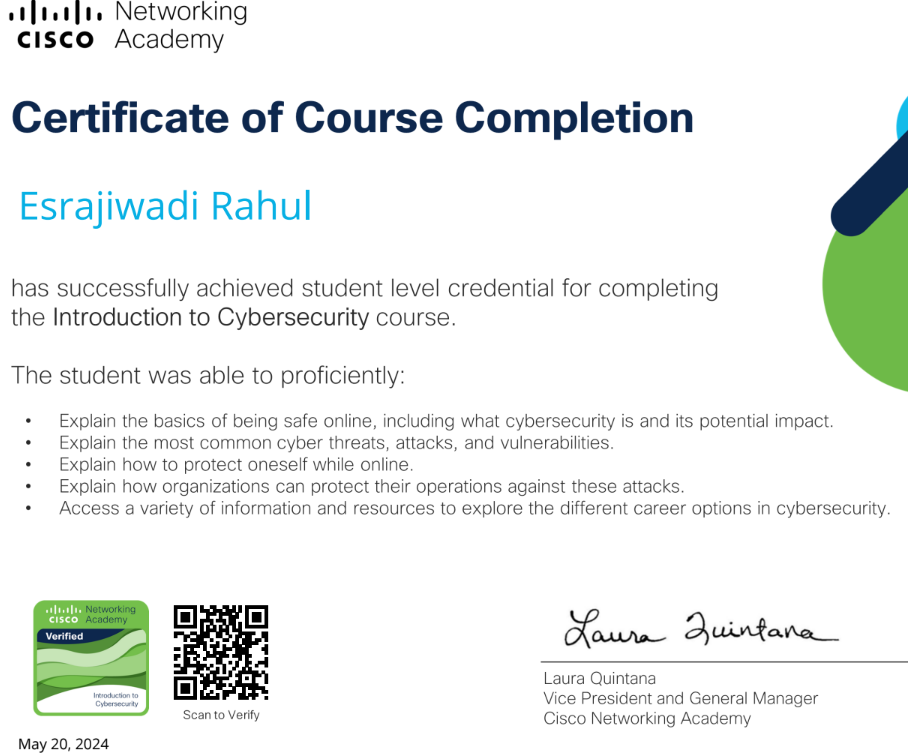 Networking
CISCO Academy
Certificate of Course Completion
Esrajiwadi Rahul
has successfully achieved student level credential for completing
the Introduction to Cybersecurity course.
The student was able to proficiently:
• Explain the basics of being safe online, including what cybersecurity is and its potential impact.
• Explain the most common cyber threats, attacks, and vulnerabilities.
• Explain how to protect oneself while online.
• Explain how organizations can protect their operations against these attacks.
• Access a variety of information and resources to explore the different career options in cybersecurity.
Networking
CISCO Academy
Verified
Introduction to
Cybersecurity
Scan to Verify
May 20, 2024
Laura Quintana
Laura Quintana
Vice President and General Manager
Cisco Networking Academy